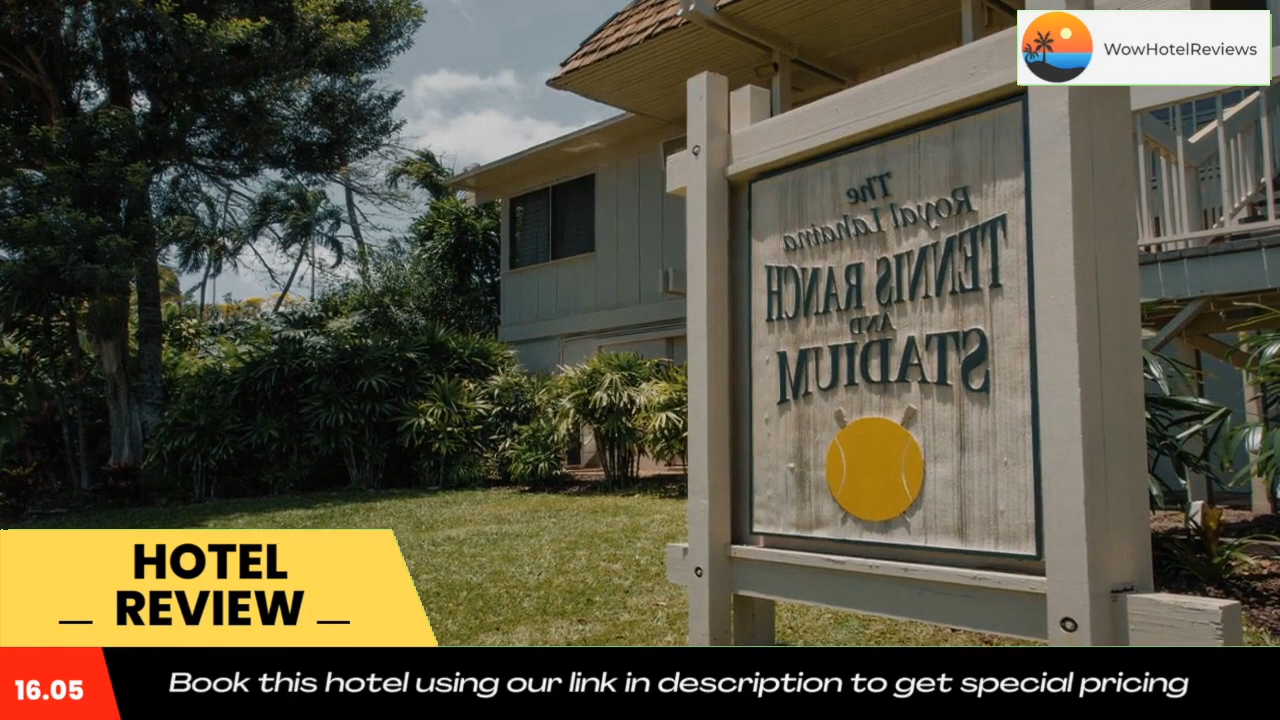 WowHotelReviews
The
Royal Lahaina
TENNIS RANCH
AND
STADIUM
HOTEL
REVIEW
16.05
Book this hotel using our link in description to get special pricing